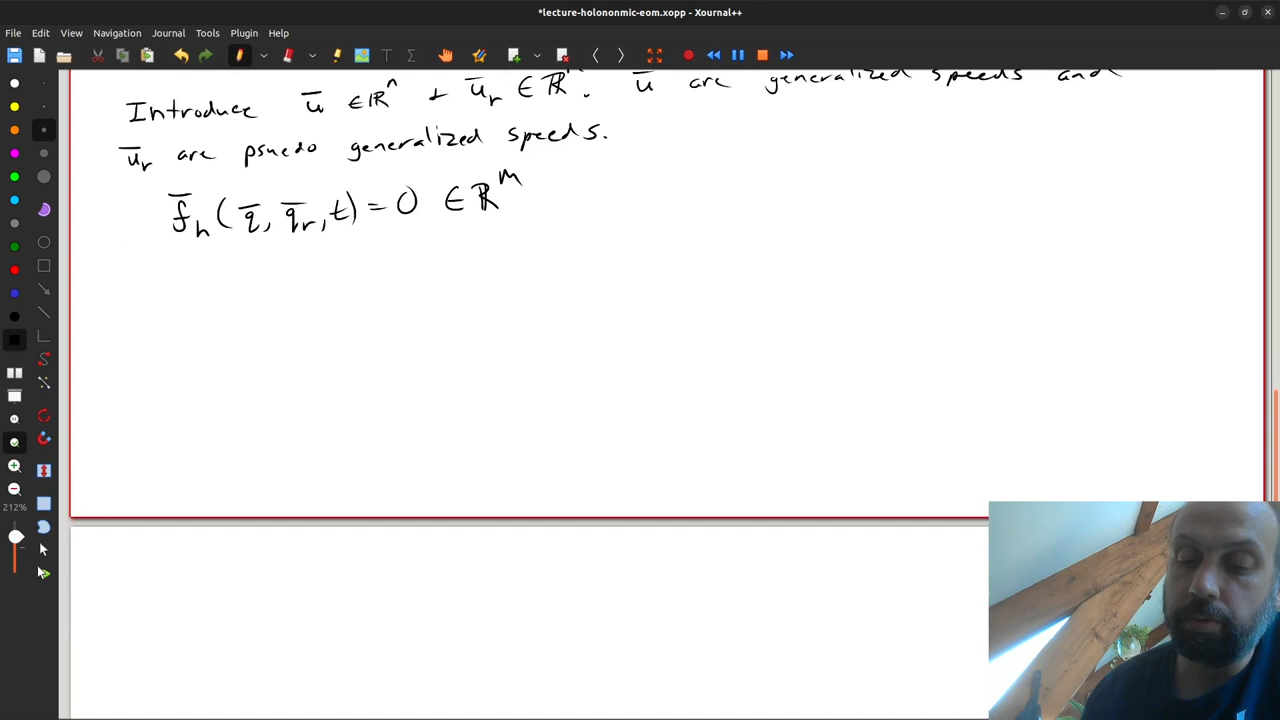 *lecture-holononmic-eom.xopp - Xournal++
File Edit View Navigation Journal Tools Plugin Help
Introduce ū ∈ ℝⁿ + ūᵣ ∈ ℝᴹ. ū are generalized speeds and
ūᵣ are psuedo generalized speeds.
f̄ₕ(q̄, q̄ᵣ, t) = 0 ∈ ℝᴹ
212%